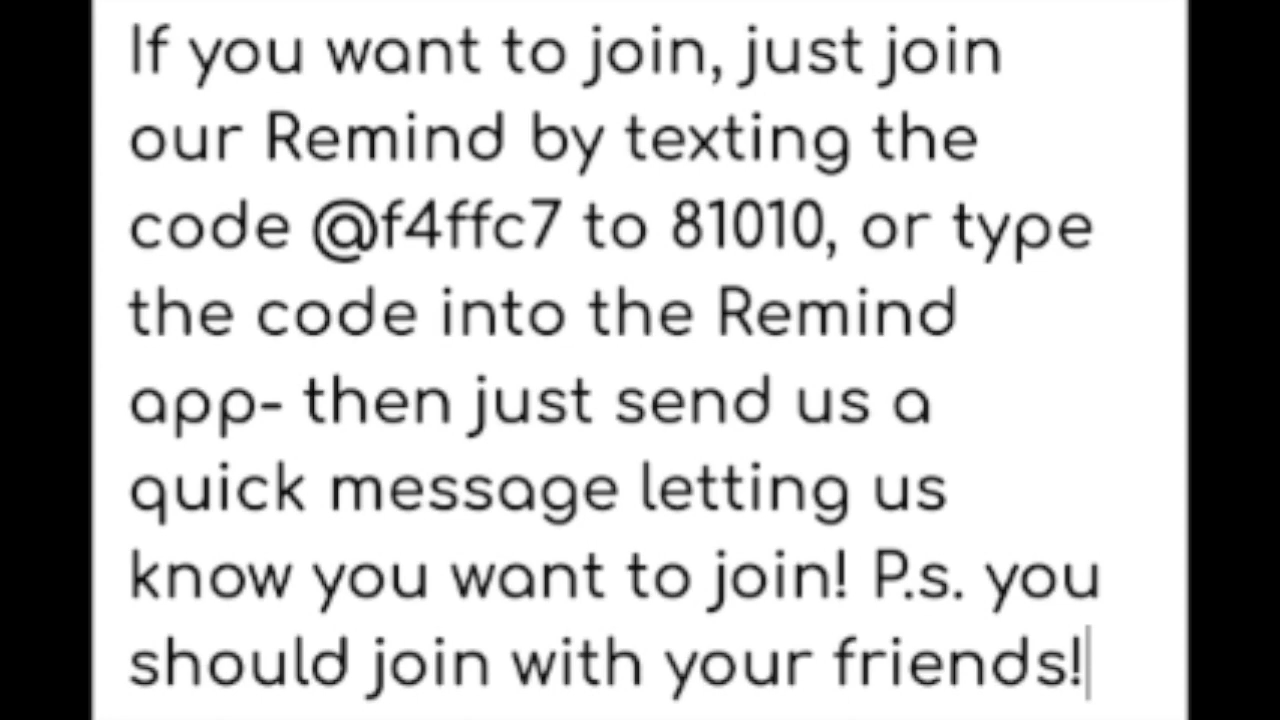 If you want to join, just join
our Remind by texting the
code @f4ffc7 to 81010, or type
the code into the Remind
app- then just send us a
quick message letting us
know you want to join! P.s. you
should join with your friends!